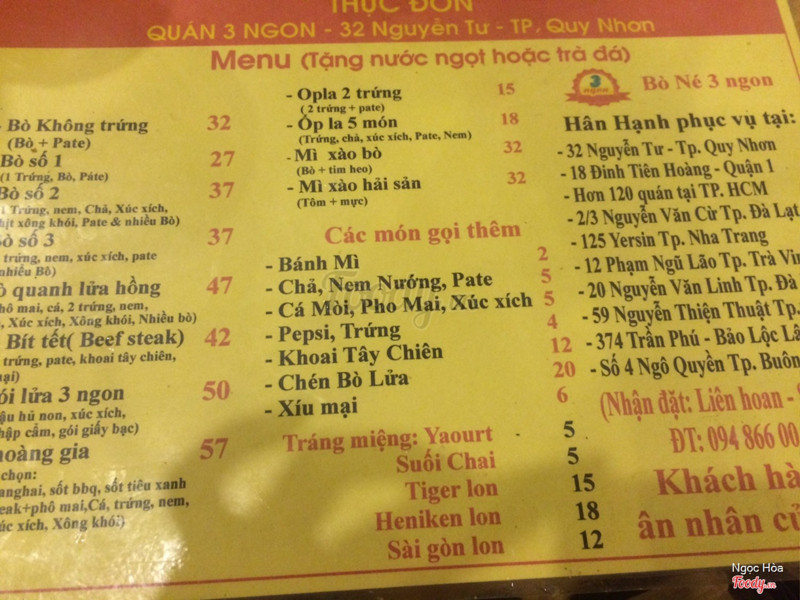 THỰC ĐƠN
QUÁN 3 NGON - 32 Nguyễn Tư - TP. Quy Nhơn
Menu (Tặng nước ngọt hoặc trà đá)
- Bò Không trứng 32
(Bò + Pate)
Bò số 1 27
(1 Trứng, Bò, Pate)
Bò số 2 37
1 Trứng, nem, Chả, Xúc xích,
xông khói, Pate & nhiều Bò)
Bò số 3 37
trứng, nem, xúc xích, pate
nhiều Bò)
quanh lửa hồng 47
mai, cá, 2 trứng, nem,
Xúc xích, Xông khói, Nhiều bò)
Bít tết( Beef steak) 42
trứng, pate, khoai tây chiên,
lửa 3 ngon 50
hủ non, xúc xích,
cẩm, gói giấy bạc)
hoàng gia 57
chọn:
sốt bbq, sốt tiêu xanh
phô mai,Cá, trứng, nem,
xích, Xông khói)
- Opla 2 trứng 15
( 2 trứng + pate)
- Ốp la 5 món 18
(Trứng, chả, xúc xích, Pate, Nem)
- Mì xào bò 32
(Bò + tim heo)
- Mì xào hải sản 32
(Tôm + mực)
Các món gọi thêm
- Bánh Mì 2
- Chả, Nem Nướng, Pate 5
- Cá Mòi, Pho Mai, Xúc xích 5
- Pepsi, Trứng 4
- Khoai Tây Chiên 12
- Chén Bò Lửa 20
- Xíu mại 6
Tráng miệng: Yaourt 5
Suối Chai 5
Tiger lon 15
Heniken lon 18
Sài gòn lon 12
3 ngon
Bò Né 3 ngon
Hân Hạnh phục vụ tại:
- 32 Nguyễn Tư - Tp. Quy Nhơn
- 18 Đinh Tiên Hoàng - Quận 1
- Hơn 120 quán tại TP. HCM
- 2/3 Nguyễn Văn Cừ Tp. Đà Lạt
- 125 Yersin Tp. Nha Trang
- 12 Phạm Ngũ Lão Tp. Trà Vin
- 20 Nguyễn Văn Linh Tp. Đà
- 59 Nguyễn Thiện Thuật Tp.
- 374 Trần Phú - Bảo Lộc Lâ
- Số 4 Ngô Quyền Tp. Buôn
(Nhận đặt: Liên hoan -
ĐT: 094 866 00
Khách hà
ân nhân củ
Foody
Ngọc Hòa
Foody.vn